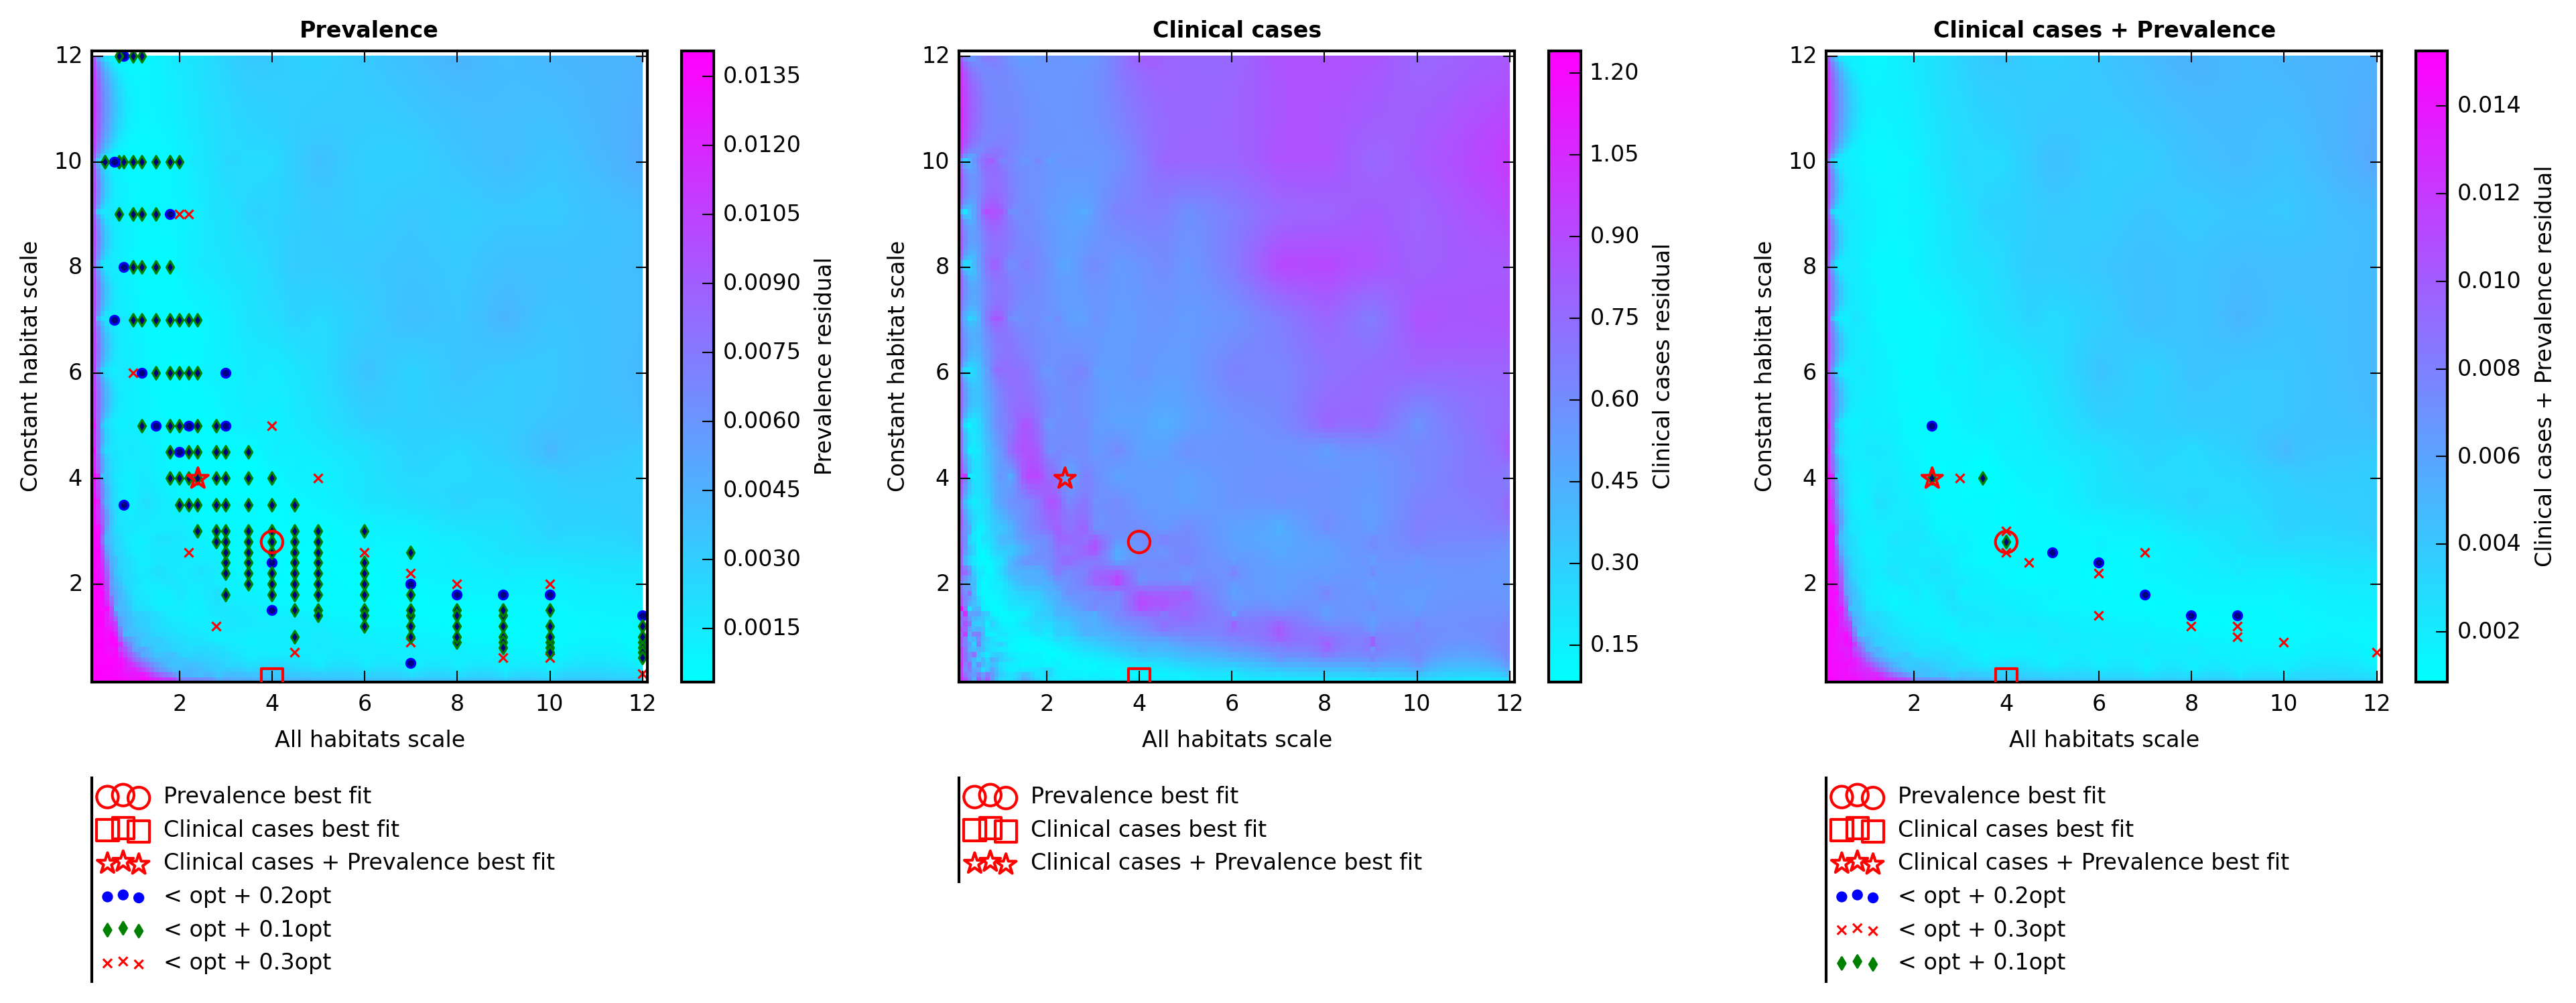 Prevalence
Clinical cases
Clinical cases + Prevalence
12
10
8
6
4
2
2 4 6 8 10 12
Constant habitat scale
All habitats scale
0.0135
0.0120
0.0105
0.0090
0.0075
0.0060
0.0045
0.0030
0.0015
Prevalence residual
12
10
8
6
4
2
2 4 6 8 10 12
Constant habitat scale
All habitats scale
1.20
1.05
0.90
0.75
0.60
0.45
0.30
0.15
Clinical cases residual
12
10
8
6
4
2
2 4 6 8 10 12
Constant habitat scale
All habitats scale
0.014
0.012
0.010
0.008
0.006
0.004
0.002
Clinical cases + Prevalence residual
Prevalence best fit
Clinical cases best fit
Clinical cases + Prevalence best fit
< opt + 0.2opt
< opt + 0.1opt
< opt + 0.3opt
Prevalence best fit
Clinical cases best fit
Clinical cases + Prevalence best fit
Prevalence best fit
Clinical cases best fit
Clinical cases + Prevalence best fit
< opt + 0.2opt
< opt + 0.3opt
< opt + 0.1opt